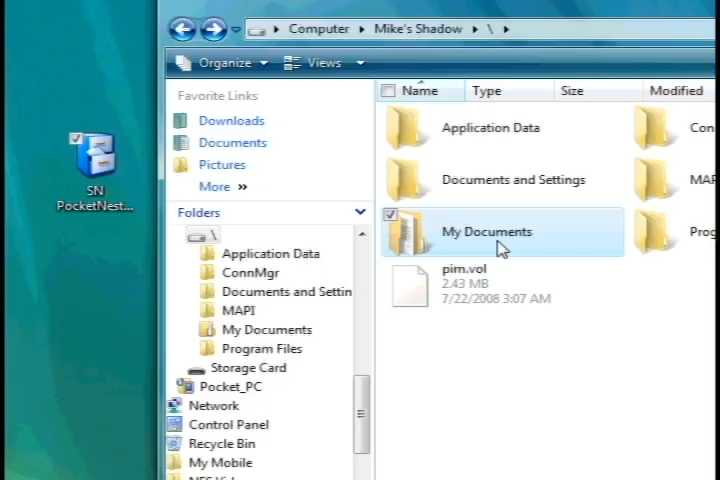 Computer ▸ Mike's Shadow ▸ \ ▸
Organize Views
Favorite Links
Downloads
Documents
Pictures
More »
Folders
\
Application Data
ConnMgr
Documents and Settin
MAPI
My Documents
Program Files
Storage Card
Pocket_PC
Network
Control Panel
Recycle Bin
My Mobile
Name Type Size Modified
Application Data
Con
Documents and Settings
MAP
My Documents
Prog
pim.vol
2.43 MB
7/22/2008 3:07 AM
SN
PocketNest...